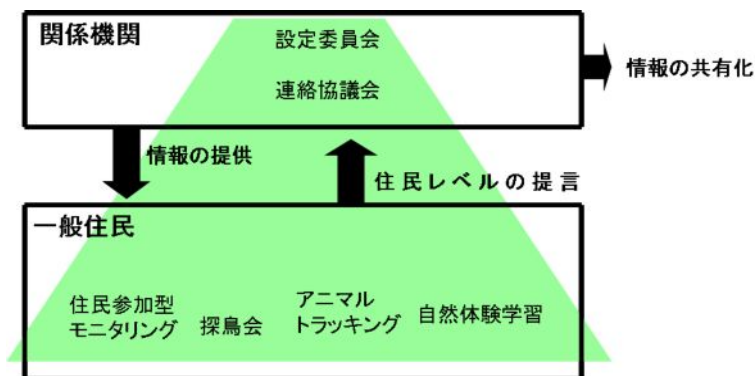 関係機関
設定委員会
連絡協議会
情報の共有化
情報の提供
住民レベルの提言
一般住民
住民参加型
モニタリング
探鳥会
アニマル
トラッキング
自然体験学習